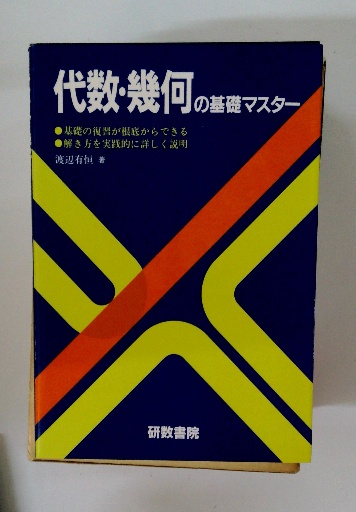 代数・幾何の基礎マスター
●基礎の復習が根底からできる
●解き方を実践的に詳しく説明
渡辺有恒 著
研数書院